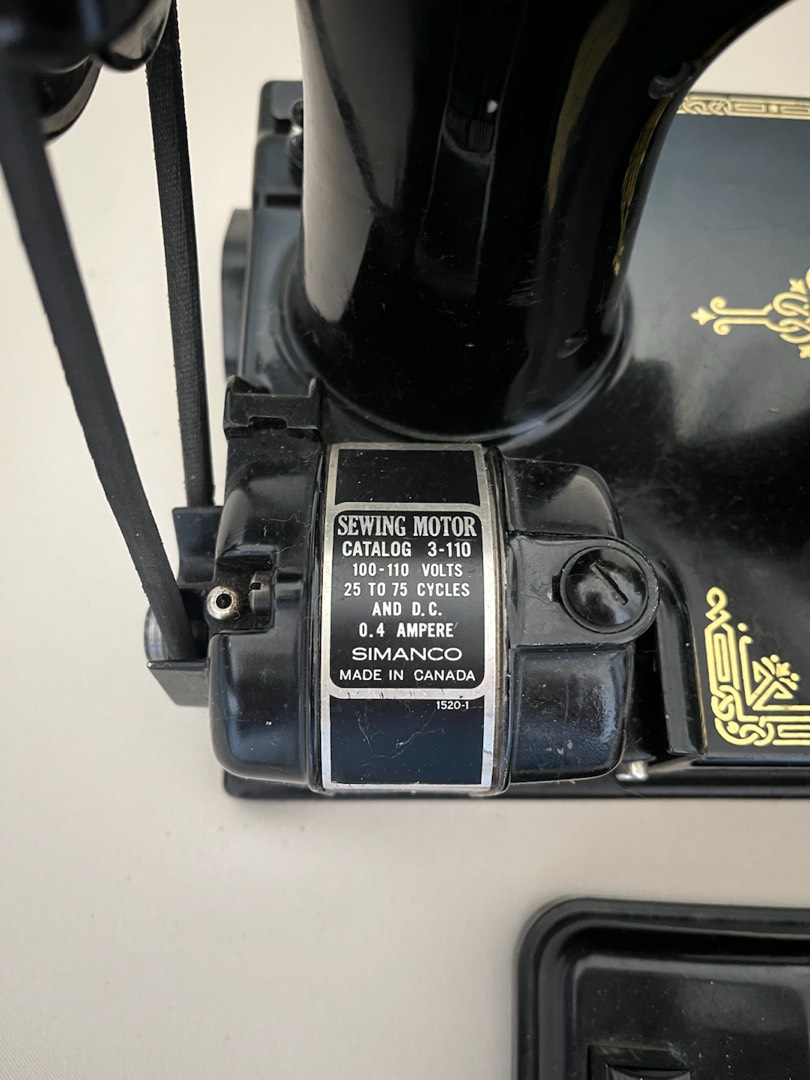 SEWING MOTOR
CATALOG 3-110
100-110 VOLTS
25 TO 75 CYCLES
AND D.C.
0.4 AMPERE
SIMANCO
MADE IN CANADA
1520-1